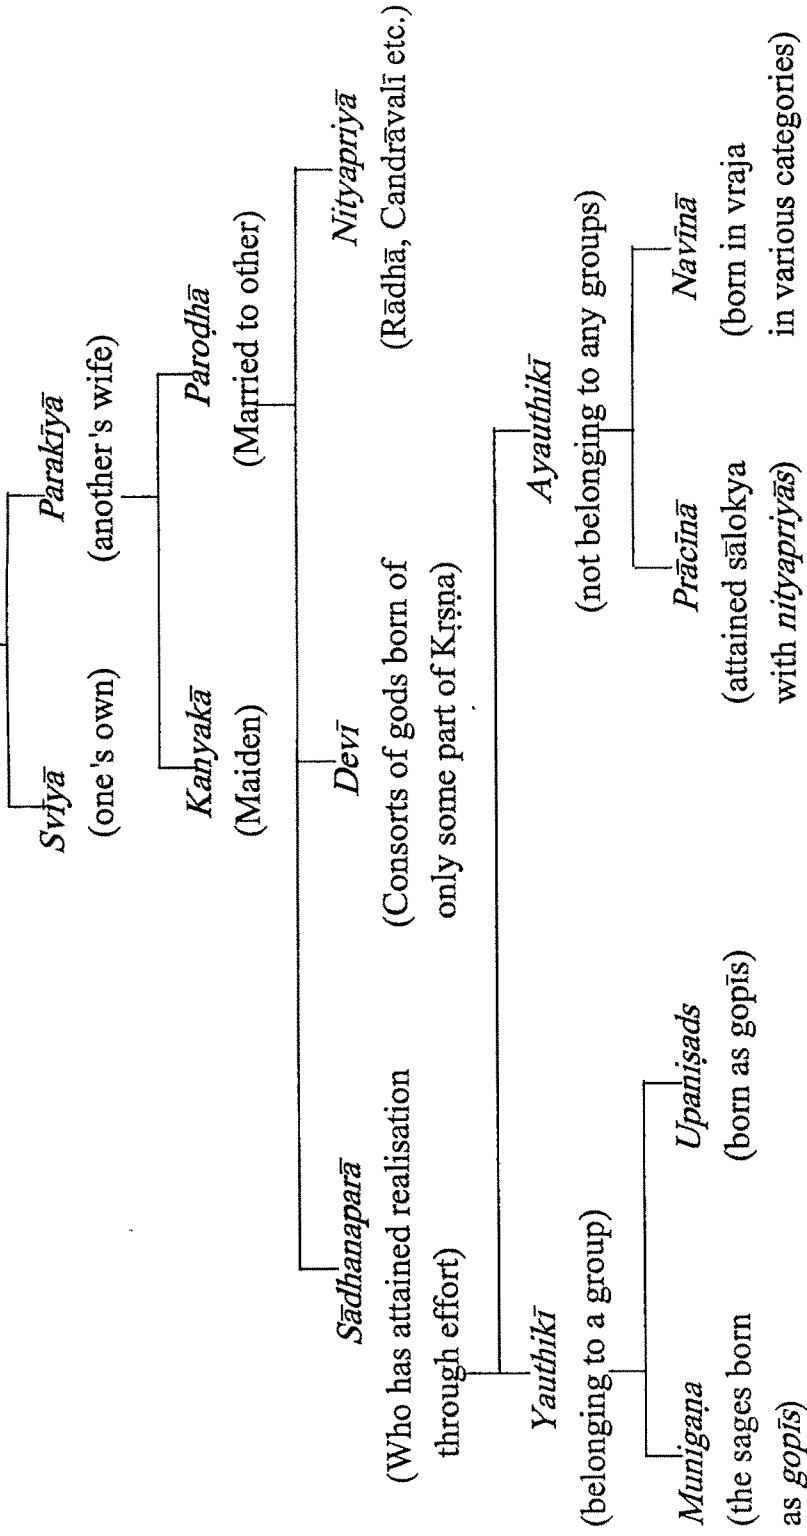 Svīyā
(one's own)
Parakīyā
(another's wife)
Kanyakā
(Maiden)
Paroḍhā
(Married to other)
Sādhanaparā
(Who has attained realisation
through effort)
Devī
(Consorts of gods born of
only some part of Kṛṣṇa)
Nityapriyā
(Rādhā, Candrāvalī etc.)
Yauthikī
(belonging to a group)
Ayauthikī
(not belonging to any groups)
Munigaṇa
(the sages born
as gopīs)
Upaniṣads
(born as gopīs)
Prācīnā
(attained sālokya
with nityapriyās)
Navīnā
(born in vraja
in various categories)